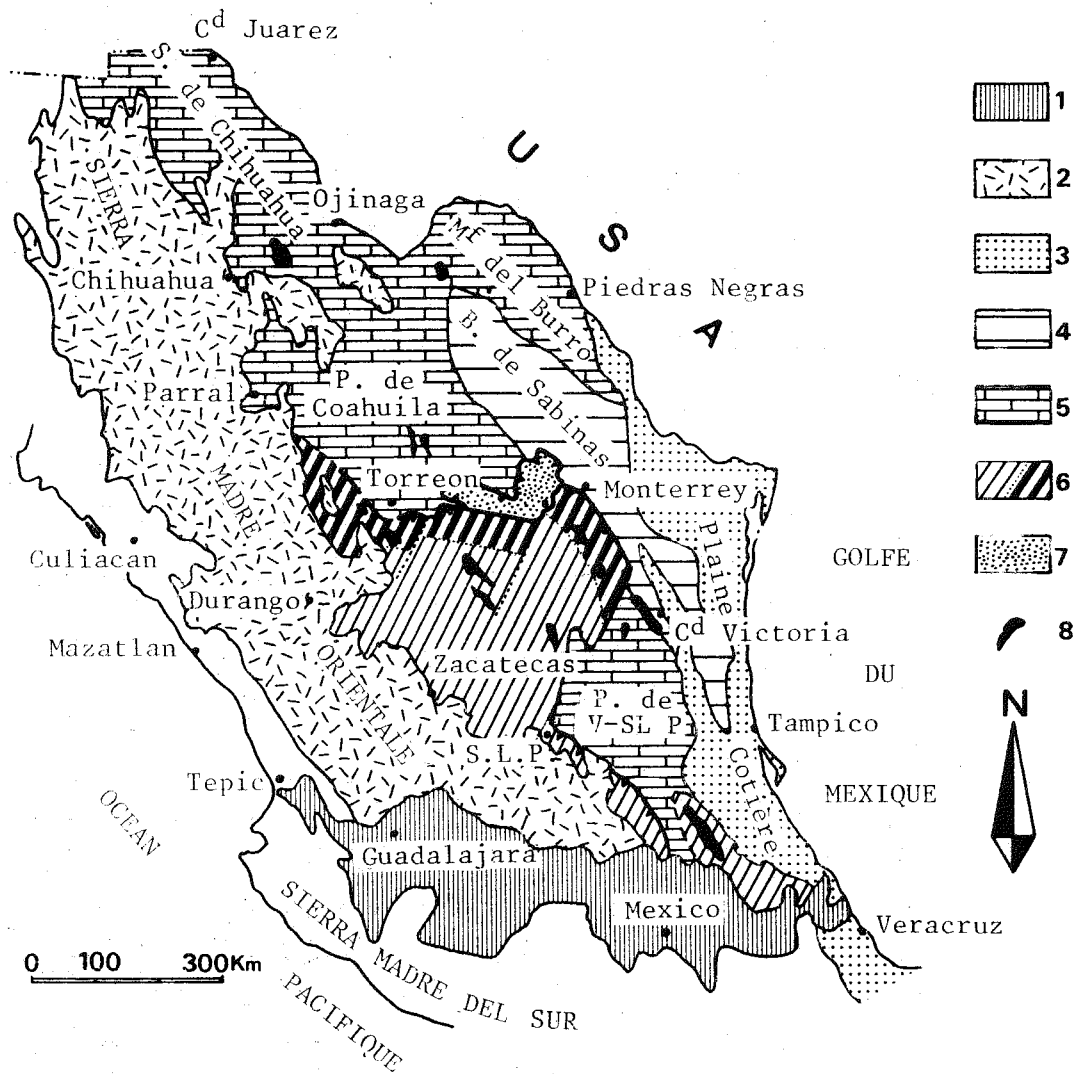 Cd Juarez
S. de Chihuahua
U S A
1
2
3
4
5
6
7
8
Ojinaga
SIERRA
Mf del Burro
Chihuahua
Piedras Negras
B. de Sabinas
Parral
P. de
Coahuila
Torreon
Monterrey
MADRE
Plaine
Culiacan
GOLFE
Durango
Cd Victoria
Mazatlan
ORIENTALE
Zacatecas
DU
P. de
V-SL P
Tampico
S.L.P
Cotière
N
Tepic
MEXIQUE
OCEAN
Guadalajara
Mexico
Veracruz
SIERRA MADRE DEL SUR
0 100 300Km
PACIFIQUE